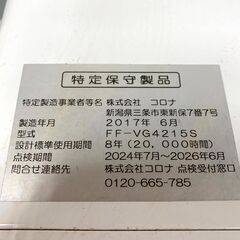 特定保守製品
特定製造事業者等名 株式会社 コロナ
新潟県三条市東新保7番7号
製造年月 2017年 6月
型式 FF-VG4215S
設計標準使用期間 8年(20,000時間)
点検期間 2024年7月～2026年6月
問合せ連絡先 株式会社コロナ 点検受付窓口
0120-665-785